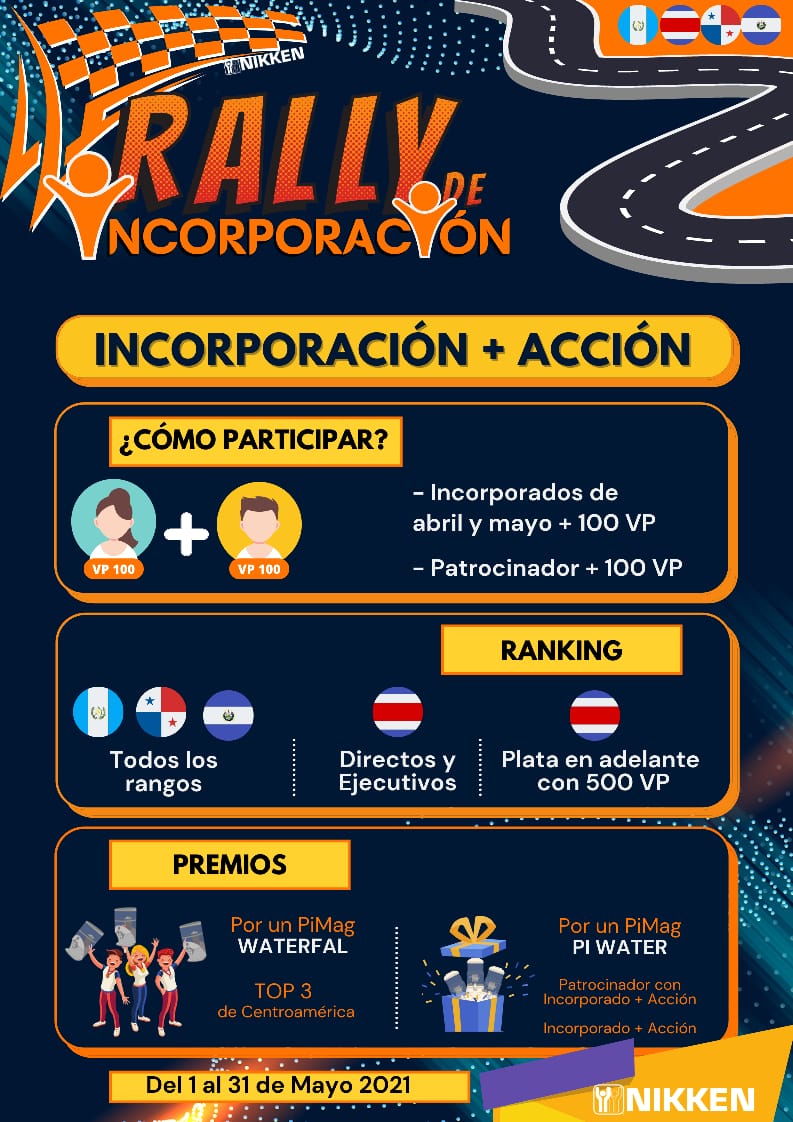 NIKKEN
RALLY DE
INCORPORACIÓN
INCORPORACIÓN + ACCIÓN
¿CÓMO PARTICIPAR?
VP 100
VP 100
- Incorporados de
abril y mayo + 100 VP
- Patrocinador + 100 VP
RANKING
Todos los
rangos
Directos y
Ejecutivos
Plata en adelante
con 500 VP
PREMIOS
Por un PiMag
WATERFAL
TOP 3
de Centroamérica
Por un PiMag
PI WATER
Patrocinador con
Incorporado + Acción
Incorporado + Acción
Del 1 al 31 de Mayo 2021
NIKKEN